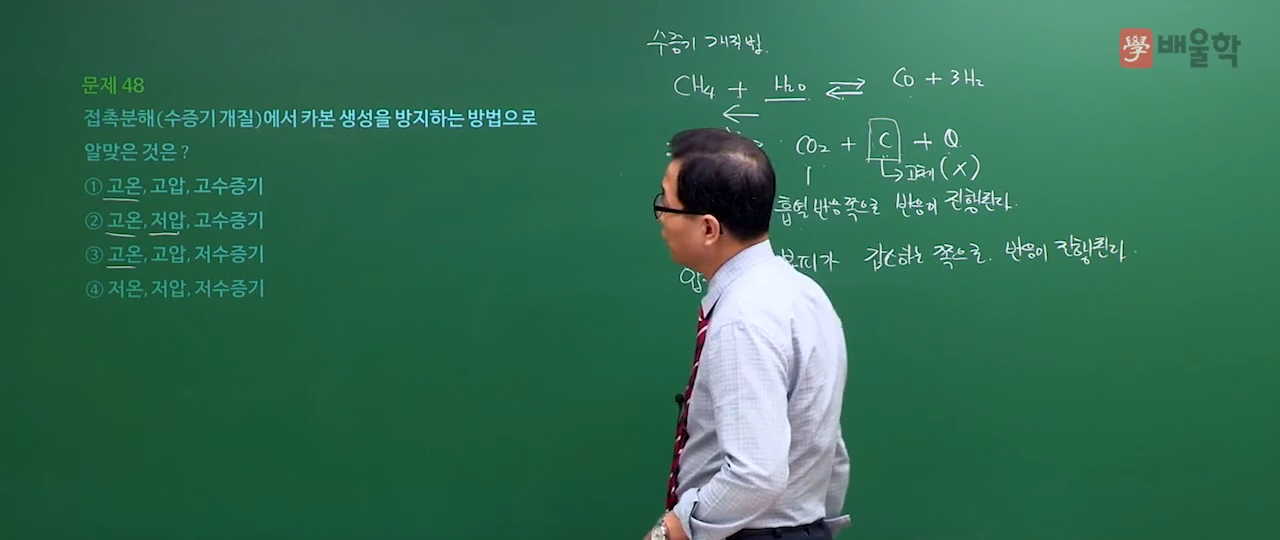 學 배울학
문제 48
접촉분해(수증기 개질)에서 카본 생성을 방지하는 방법으로
알맞은 것은?
① 고온, 고압, 고수증기
② 고온, 저압, 고수증기
③ 고온, 고압, 저수증기
④ 저온, 저압, 저수증기
수증기 개질법.
CH₄ + H₂O ⇄ CO + 3H₂
←
CO₂ + C + Q
↳ 고체 (X)
흡열반응쪽으로 반응이 진행된다.
감소하는 쪽으로. 반응이 진행된다.